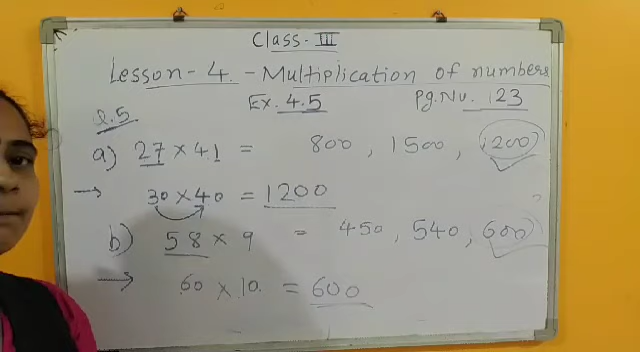 Class - III
Lesson - 4. - Multiplication of numbers
Ex. 4.5 Pg. No. 123
Q.5
a) 27 × 41 = 800, 1500, 1200
→ 30 × 40 = 1200
b) 58 × 9 = 450, 540, 600
→ 60 × 10 = 600